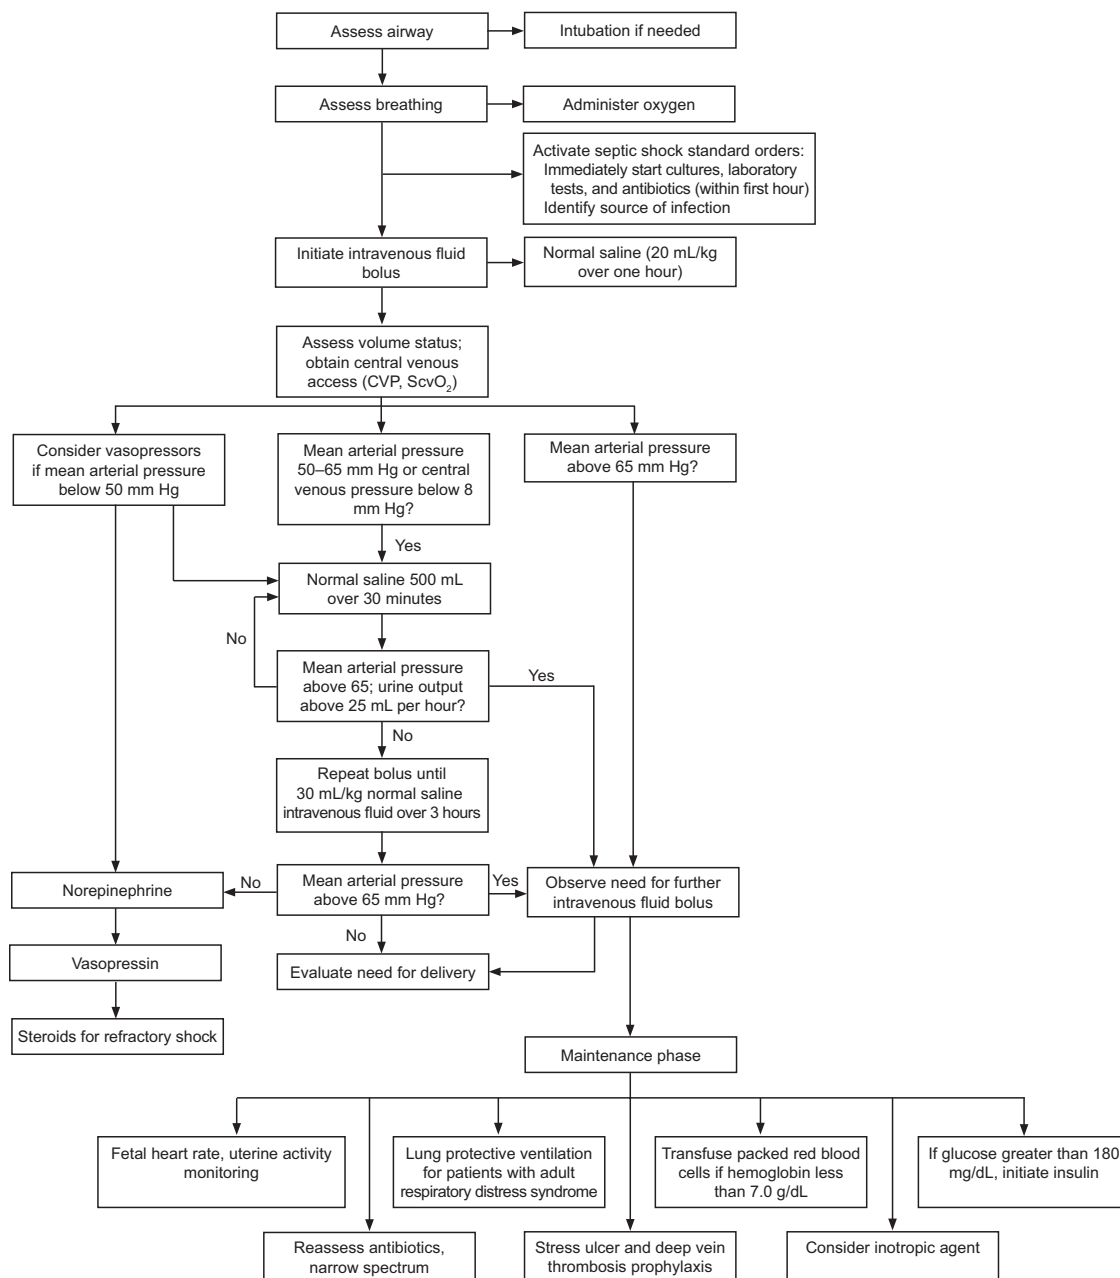 Assess airway
Intubation if needed
Assess breathing
Administer oxygen
Activate septic shock standard orders:
Immediately start cultures, laboratory
tests, and antibiotics (within first hour)
Identify source of infection
Initiate intravenous fluid
bolus
Normal saline (20 mL/kg
over one hour)
Assess volume status;
obtain central venous
access (CVP, ScvO2)
Consider vasopressors
if mean arterial pressure
below 50 mm Hg
Mean arterial pressure
50–65 mm Hg or central
venous pressure below 8
mm Hg?
Mean arterial pressure
above 65 mm Hg?
Yes
Normal saline 500 mL
over 30 minutes
No
Mean arterial pressure
above 65; urine output
above 25 mL per hour?
Yes
No
Repeat bolus until
30 mL/kg normal saline
intravenous fluid over 3 hours
Norepinephrine
No
Mean arterial pressure
above 65 mm Hg?
Yes
Observe need for further
intravenous fluid bolus
No
Vasopressin
Evaluate need for delivery
Steroids for refractory shock
Maintenance phase
Fetal heart rate, uterine activity
monitoring
Lung protective ventilation
for patients with adult
respiratory distress syndrome
Transfuse packed red blood
cells if hemoglobin less
than 7.0 g/dL
If glucose greater than 180
mg/dL, initiate insulin
Reassess antibiotics,
narrow spectrum
Stress ulcer and deep vein
thrombosis prophylaxis
Consider inotropic agent